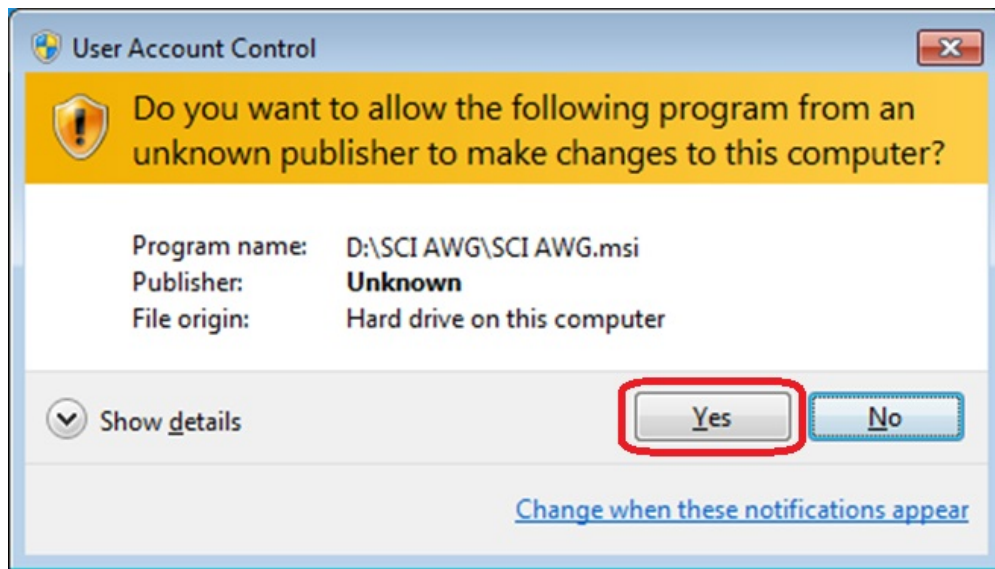 User Account Control
Do you want to allow the following program from an
unknown publisher to make changes to this computer?
Program name: D:\SCI AWG\SCI AWG.msi
Publisher: Unknown
File origin: Hard drive on this computer
Show details
Yes No
Change when these notifications appear